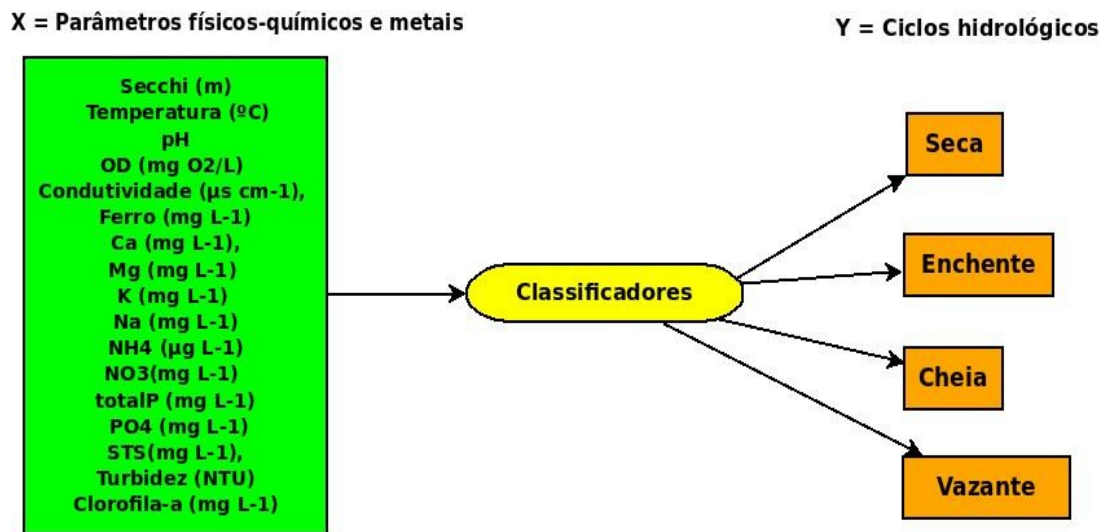 X = Parâmetros físicos-químicos e metais
Y = Ciclos hidrológicos
Secchi (m)
Temperatura (ºC)
pH
OD (mg O2/L)
Condutividade (µs cm-1),
Ferro (mg L-1)
Ca (mg L-1),
Mg (mg L-1)
K (mg L-1)
Na (mg L-1)
NH4 (µg L-1)
NO3(mg L-1)
totalP (mg L-1)
PO4 (mg L-1)
STS(mg L-1),
Turbidez (NTU)
Clorofila-a (mg L-1)
Classificadores
Seca
Enchente
Cheia
Vazante